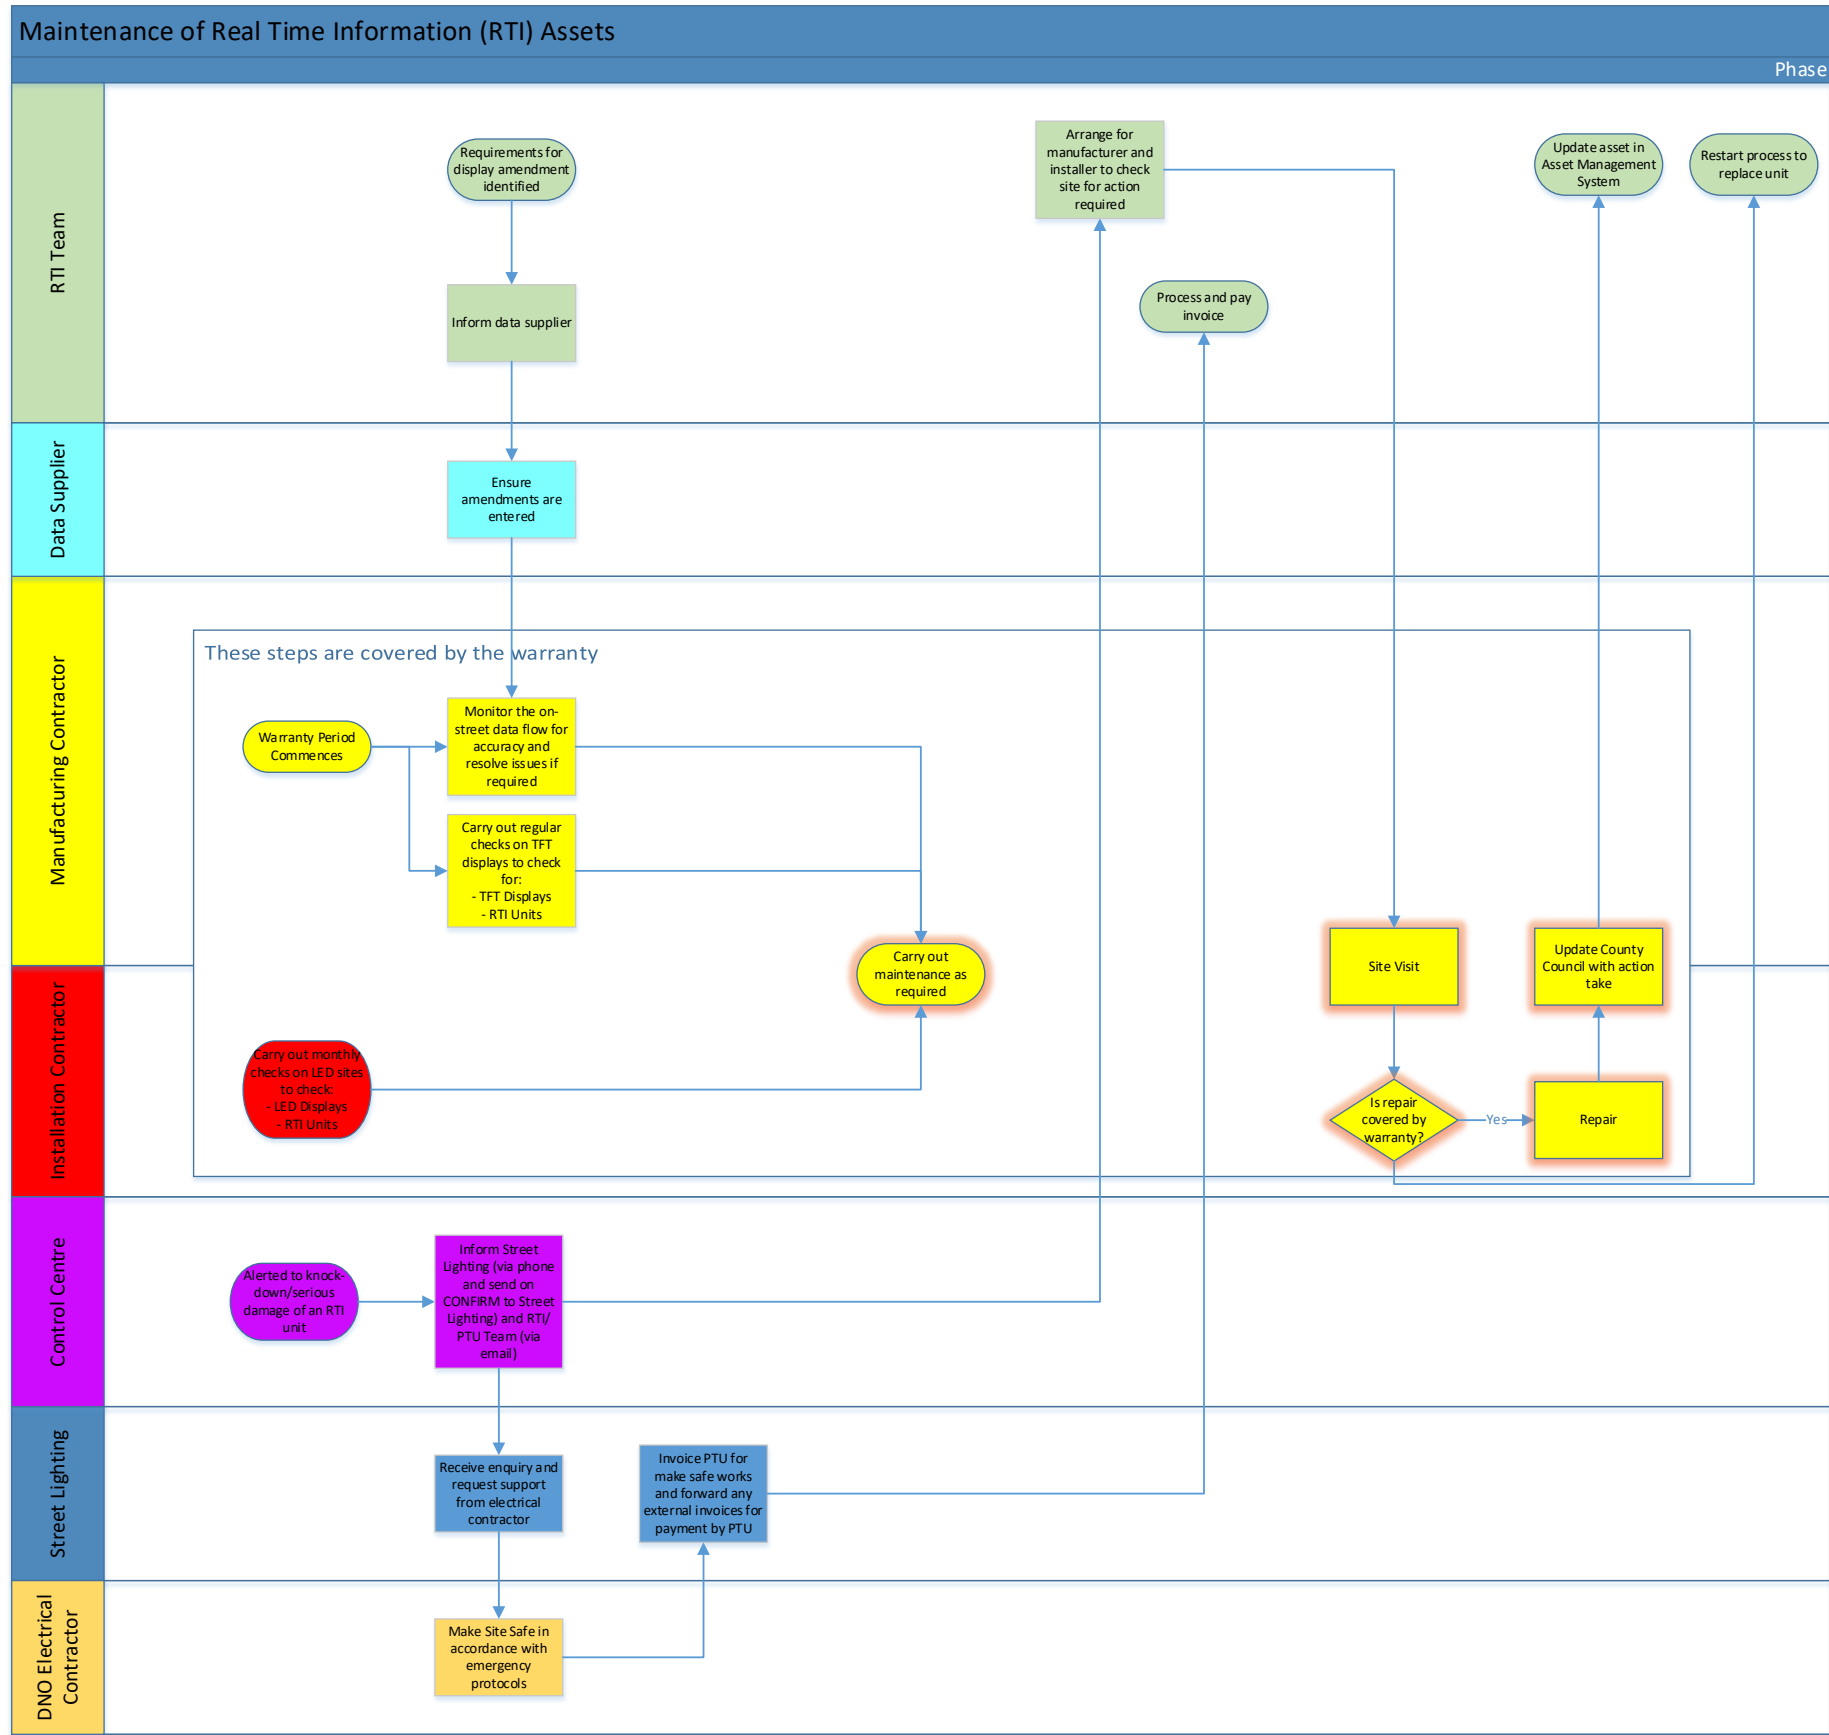 Maintenance of Real Time Information (RTI) Assets
Phase
RTI Team
Requirements for
display amendment
identified
Inform data supplier
Arrange for
manufacturer and
installer to check
site for action
required
Process and pay
invoice
Update asset in
Asset Management
System
Restart process to
replace unit
Data Supplier
Ensure
amendments are
entered
Manufacturing Contractor
These steps are covered by the warranty
Warranty Period
Commences
Monitor the on-
street data flow for
accuracy and
resolve issues if
required
Carry out regular
checks on TFT
displays to check
for:
- TFT Displays
- RTI Units
Carry out
maintenance as
required
Site Visit
Update County
Council with action
take
Installation Contractor
Carry out monthly
checks on LED sites
to check:
- LED Displays
- RTI Units
Is repair
covered by
warranty?
Yes
Repair
Control Centre
Alerted to knock-
down/serious
damage of an RTI
unit
Inform Street
Lighting (via phone
and send on
CONFIRM to Street
Lighting) and RTI/
PTU Team (via
email)
Street Lighting
Receive enquiry and
request support
from electrical
contractor
Invoice PTU for
make safe works
and forward any
external invoices for
payment by PTU
DNO Electrical
Contractor
Make Site Safe in
accordance with
emergency
protocols